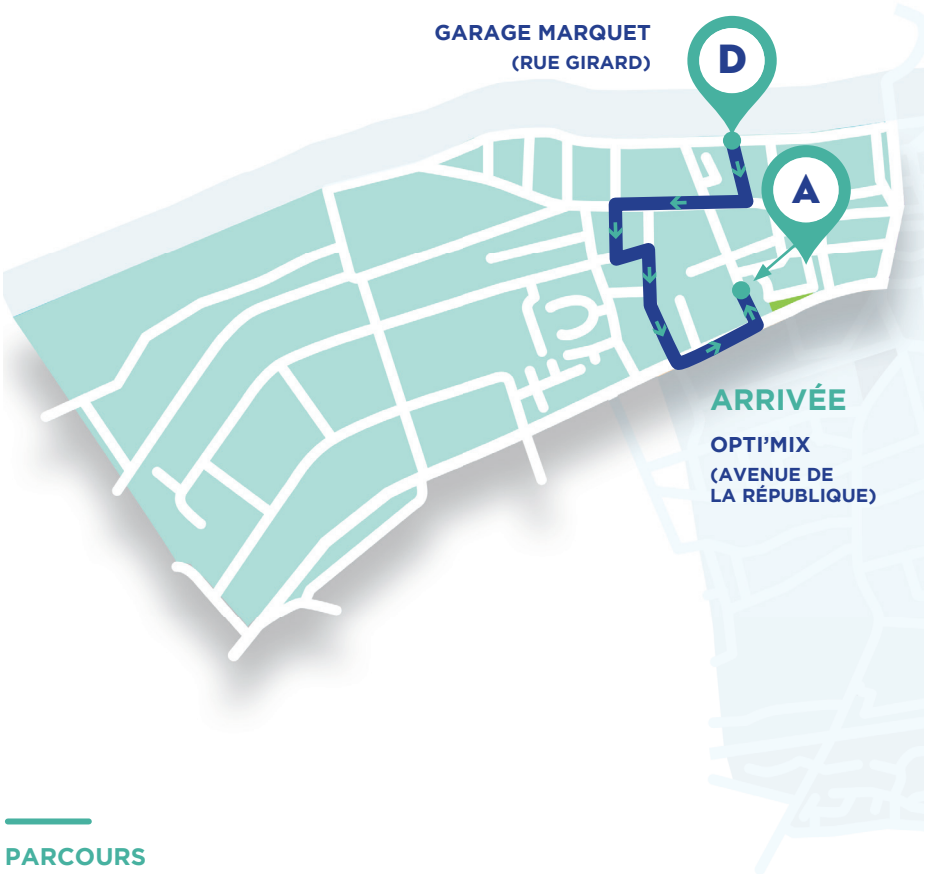 GARAGE MARQUET
(RUE GIRARD)
D
A
ARRIVÉE
OPTI’MIX
(AVENUE DE
LA RÉPUBLIQUE)
PARCOURS